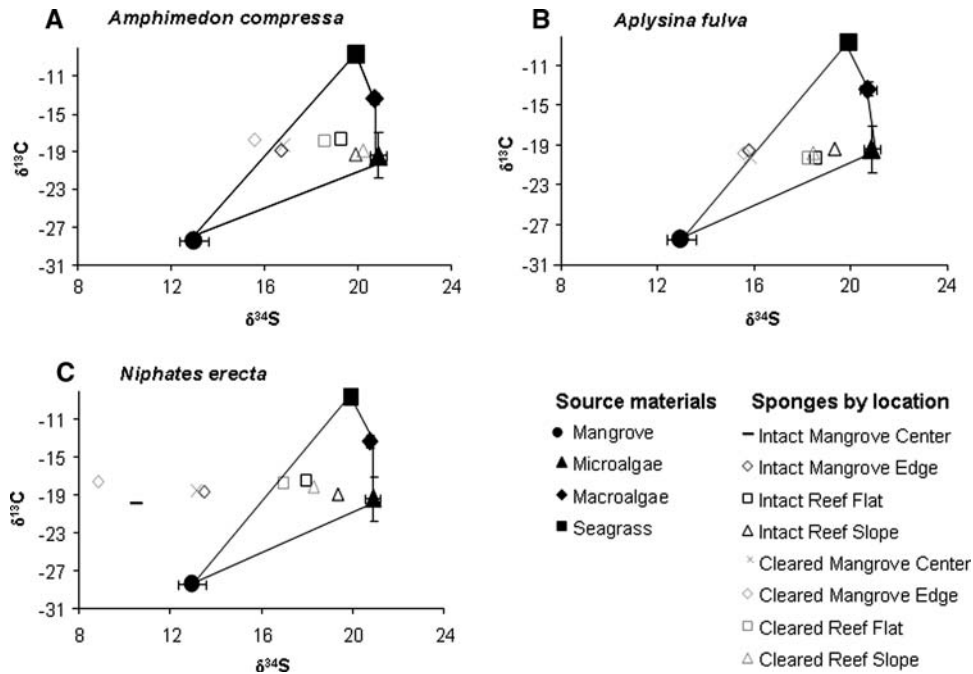 A
Amphimedon compressa
-11
-15
-19
-23
-27
-31
δ13C
8 12 16 20 24
δ34S
B
Aplysina fulva
-11
-15
-19
-23
-27
-31
δ13C
8 12 16 20 24
δ34S
C
Niphates erecta
-11
-15
-19
-23
-27
-31
δ13C
8 12 16 20 24
δ34S
Source materials
Mangrove
Microalgae
Macroalgae
Seagrass
Sponges by location
Intact Mangrove Center
Intact Mangrove Edge
Intact Reef Flat
Intact Reef Slope
Cleared Mangrove Center
Cleared Mangrove Edge
Cleared Reef Flat
Cleared Reef Slope